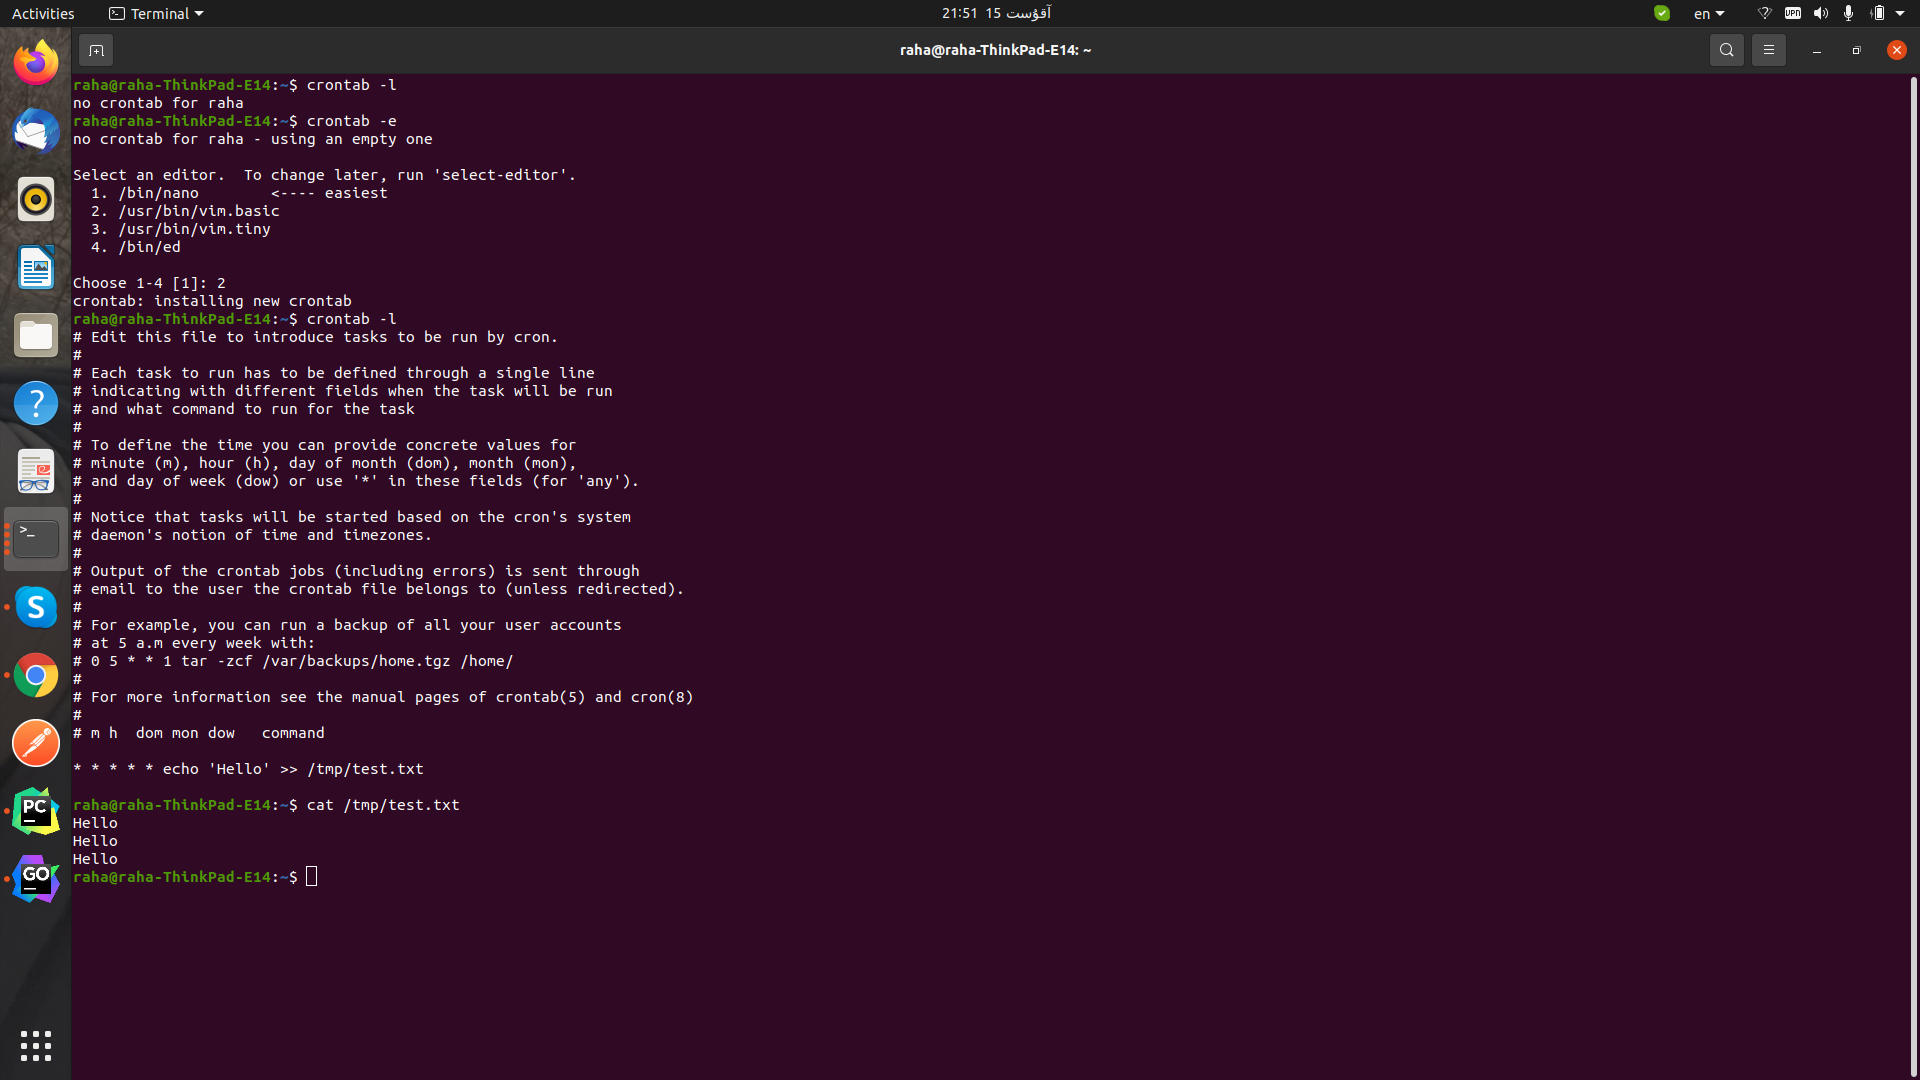 Activities
Terminal
21:51 15 آقۇست
en
VPN
raha@raha-ThinkPad-E14: ~
raha@raha-ThinkPad-E14:~$ crontab -l
no crontab for raha
raha@raha-ThinkPad-E14:~$ crontab -e
no crontab for raha - using an empty one
Select an editor.  To change later, run 'select-editor'.
  1. /bin/nano        <---- easiest
  2. /usr/bin/vim.basic
  3. /usr/bin/vim.tiny
  4. /bin/ed
Choose 1-4 [1]: 2
crontab: installing new crontab
raha@raha-ThinkPad-E14:~$ crontab -l
# Edit this file to introduce tasks to be run by cron.
#
# Each task to run has to be defined through a single line
# indicating with different fields when the task will be run
# and what command to run for the task
#
# To define the time you can provide concrete values for
# minute (m), hour (h), day of month (dom), month (mon),
# and day of week (dow) or use '*' in these fields (for 'any').
#
# Notice that tasks will be started based on the cron's system
# daemon's notion of time and timezones.
#
# Output of the crontab jobs (including errors) is sent through
# email to the user the crontab file belongs to (unless redirected).
#
# For example, you can run a backup of all your user accounts
# at 5 a.m every week with:
# 0 5 * * 1 tar -zcf /var/backups/home.tgz /home/
#
# For more information see the manual pages of crontab(5) and cron(8)
#
# m h  dom mon dow   command
* * * * * echo 'Hello' >> /tmp/test.txt
raha@raha-ThinkPad-E14:~$ cat /tmp/test.txt
Hello
Hello
Hello
raha@raha-ThinkPad-E14:~$
?
>_
S
PC
GO